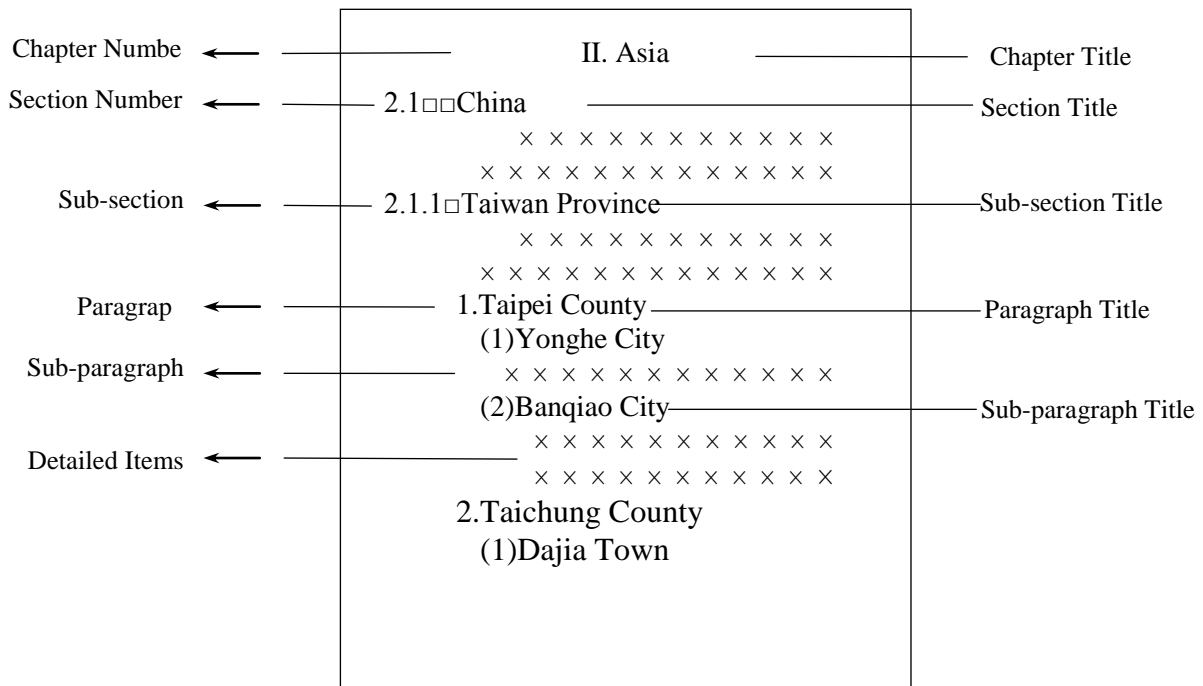 Chapter Numbe II. Asia Chapter Title
Section Number 2.1□□China Section Title
× × × × × × × × × × ×
× × × × × × × × × × × × ×
Sub-section 2.1.1□Taiwan Province Sub-section Title
× × × × × × × × × × ×
× × × × × × × × × × × × ×
Paragrap 1.Taipei County Paragraph Title
(1)Yonghe City
Sub-paragraph × × × × × × × × × × × ×
(2)Banqiao City Sub-paragraph Title
× × × × × × × × × × ×
Detailed Items
× × × × × × × × × × ×
2.Taichung County
(1)Dajia Town